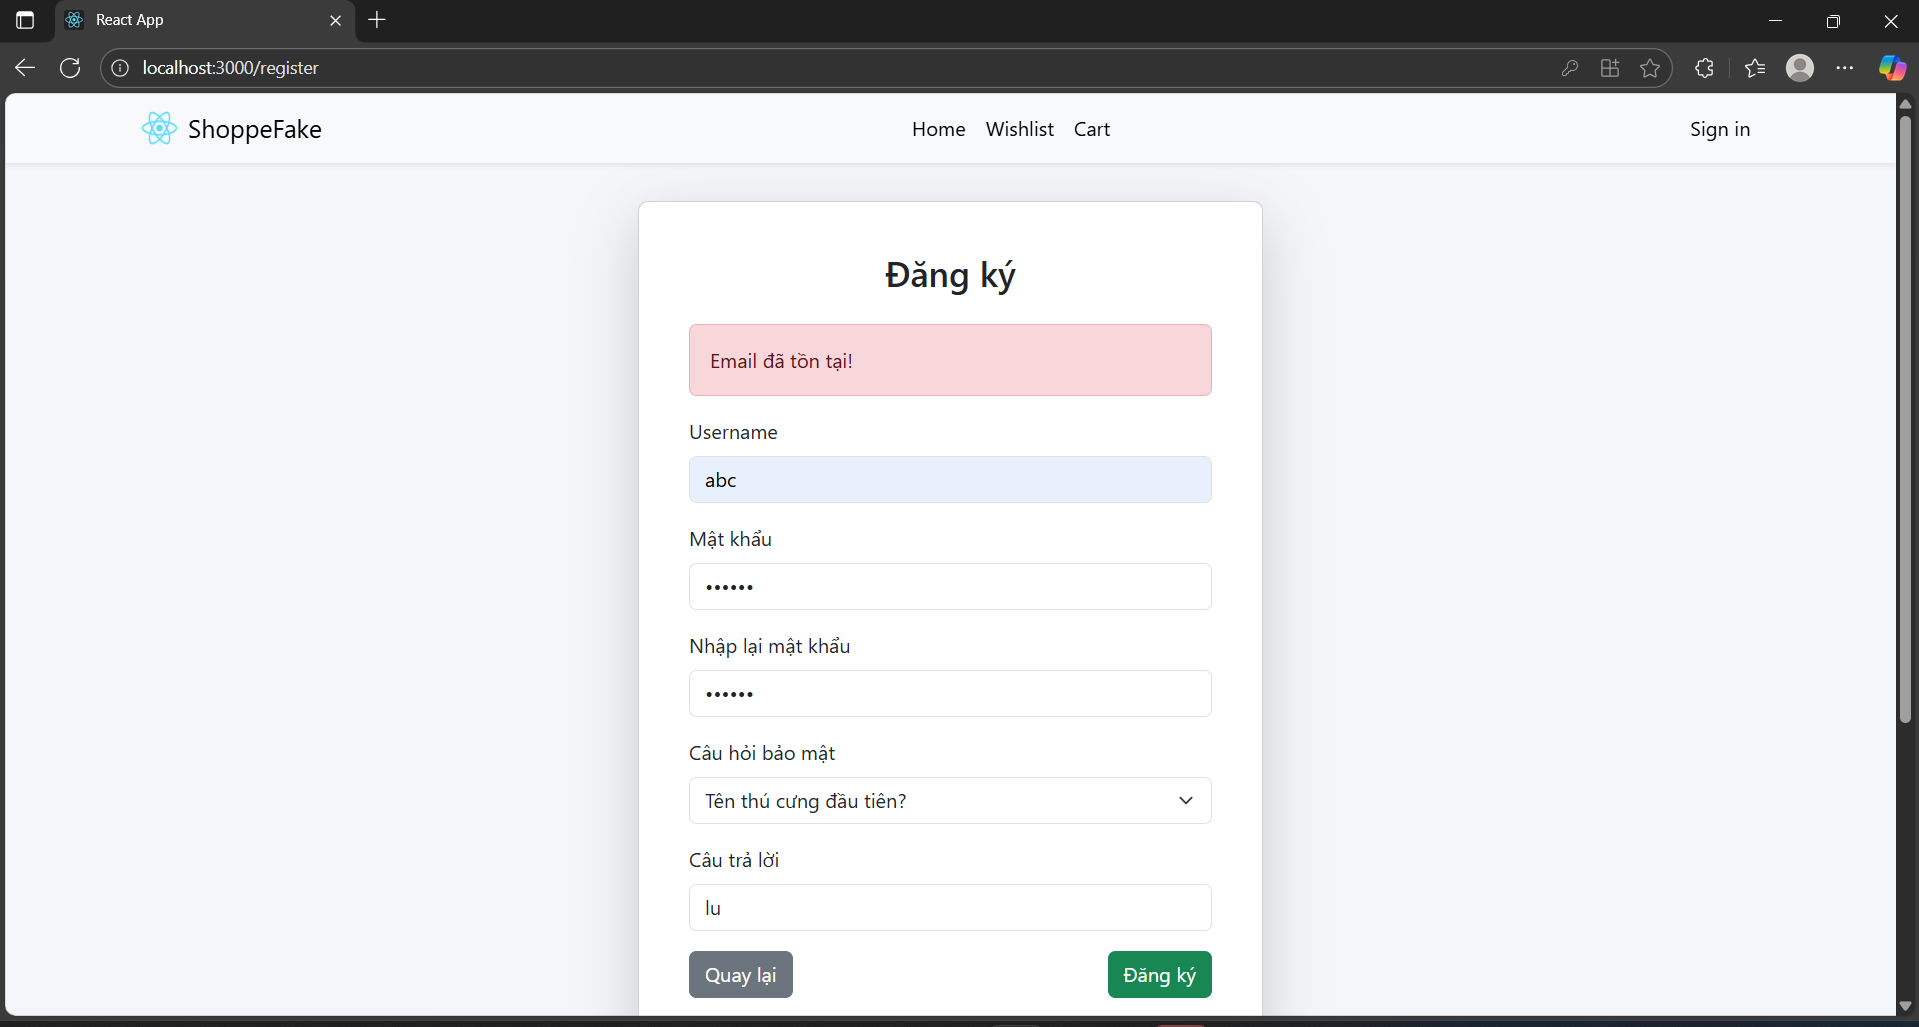 React App
localhost:3000/register
ShoppeFake
Home Wishlist Cart
Sign in
Đăng ký
Email đã tồn tại!
Username
abc
Mật khẩu
••••••
Nhập lại mật khẩu
••••••
Câu hỏi bảo mật
Tên thú cưng đầu tiên?
Câu trả lời
lu
Quay lại
Đăng ký